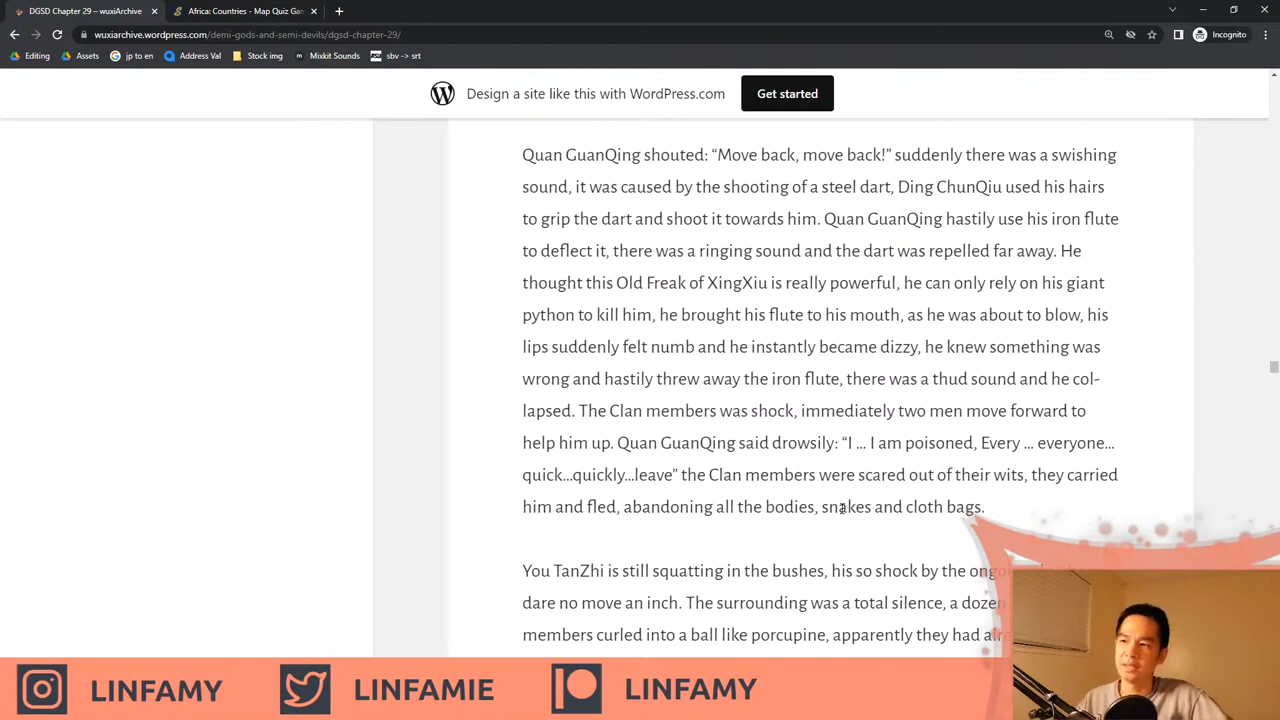 DGSD Chapter 29 – wuxiArchive
Africa: Countries - Map Quiz Gan
wuxiarchive.wordpress.com/demi-gods-and-semi-devils/dgsd-chapter-29/
Incognito
Editing
Assets
jp to en
Address Val
Stock img
Mixkit Sounds
sbv -> srt
Design a site like this with WordPress.com
Get started
Quan GuanQing shouted: “Move back, move back!” suddenly there was a swishing
sound, it was caused by the shooting of a steel dart, Ding ChunQiu used his hairs
to grip the dart and shoot it towards him. Quan GuanQing hastily use his iron flute
to deflect it, there was a ringing sound and the dart was repelled far away. He
thought this Old Freak of XingXiu is really powerful, he can only rely on his giant
python to kill him, he brought his flute to his mouth, as he was about to blow, his
lips suddenly felt numb and he instantly became dizzy, he knew something was
wrong and hastily threw away the iron flute, there was a thud sound and he col-
lapsed. The Clan members was shock, immediately two men move forward to
help him up. Quan GuanQing said drowsily: “I … I am poisoned, Every … everyone…
quick…quickly…leave” the Clan members were scared out of their wits, they carried
him and fled, abandoning all the bodies, snakes and cloth bags.
You TanZhi is still squatting in the bushes, his so shock by the
dare no move an inch. The surrounding was a total silence, a dozen
members curled into a ball like porcupine, apparently they had
LINFAMY
LINFAMIE
LINFAMY